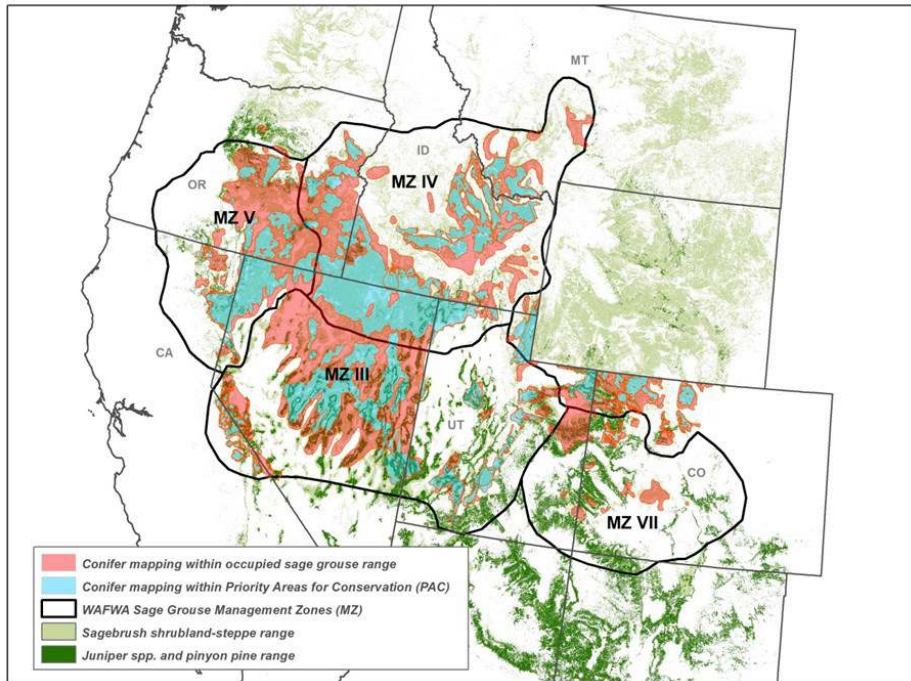 MT
ID
MZ IV
OR
MZ V
CA
MZ III
UT
CO
MZ VII
Conifer mapping within occupied sage grouse range
Conifer mapping within Priority Areas for Conservation (PAC)
WAFWA Sage Grouse Management Zones (MZ)
Sagebrush shrubland-steppe range
Juniper spp. and pinyon pine range